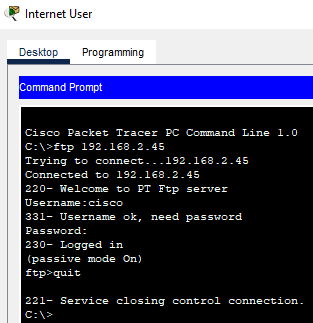 Internet User
Desktop Programming
Command Prompt
Cisco Packet Tracer PC Command Line 1.0
C:\>ftp 192.168.2.45
Trying to connect...192.168.2.45
Connected to 192.168.2.45
220- Welcome to PT Ftp server
Username:cisco
331- Username ok, need password
Password:
230- Logged in
(passive mode On)
ftp>quit
221- Service closing control connection.
C:\>